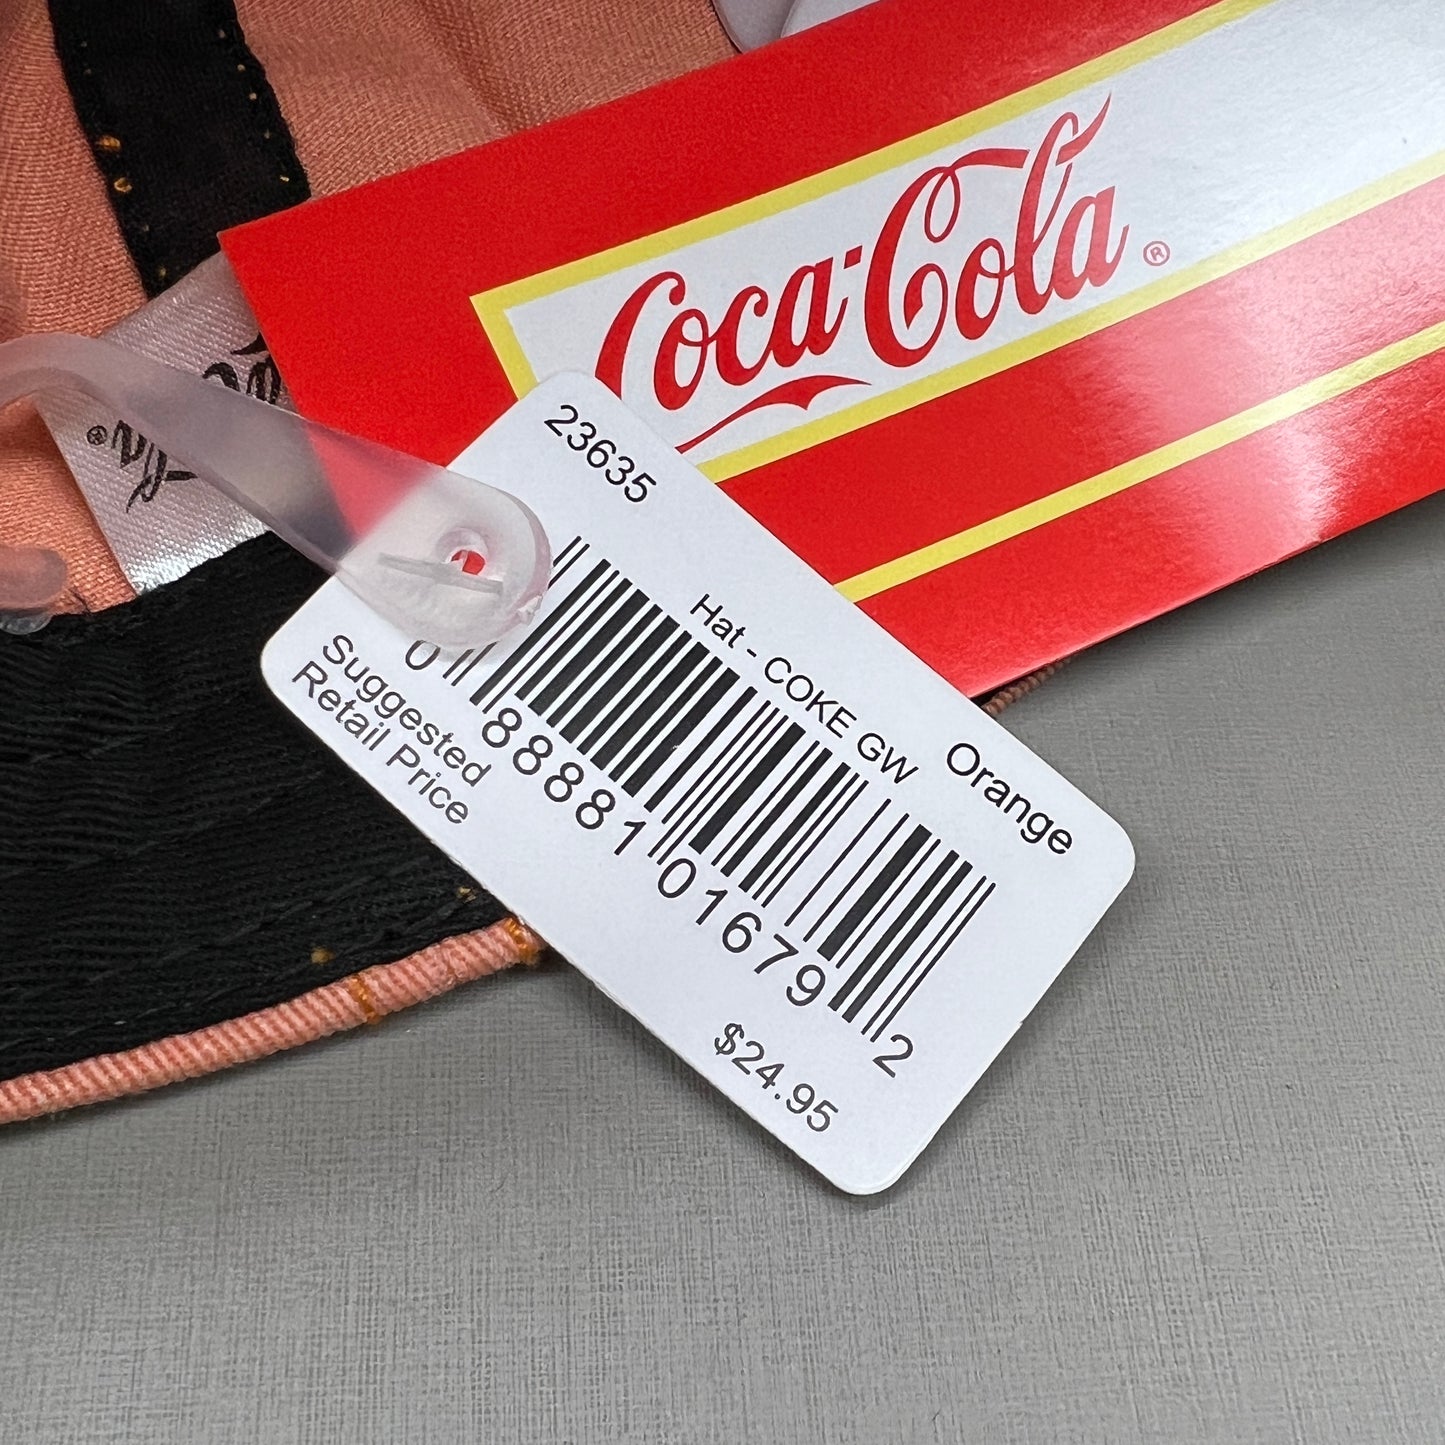 Coca-Cola ®
23635
Hat - COKE GW
Orange
0 88881 01679 2
Suggested
Retail Price
$24.95